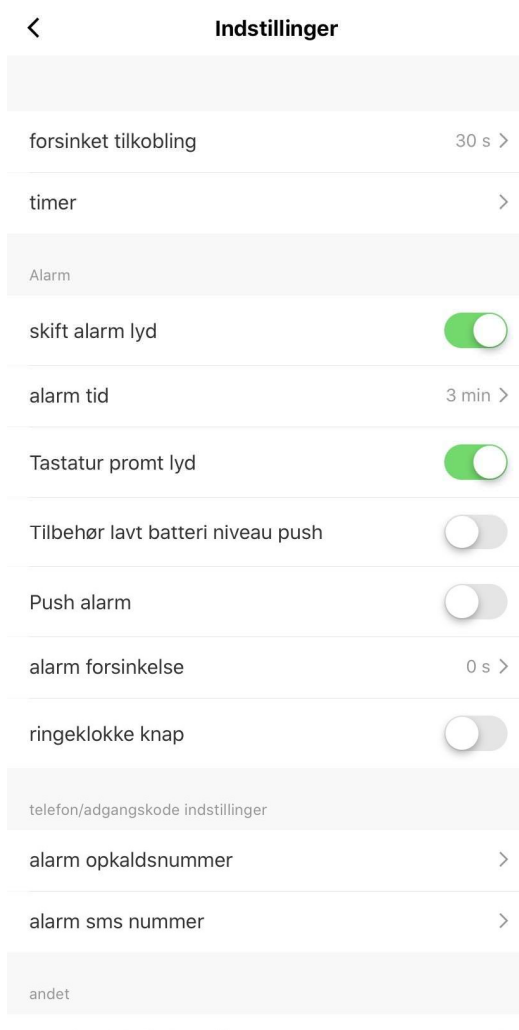 Indstillinger
forsinket tilkobling 30 s
timer
Alarm
skift alarm lyd
alarm tid 3 min
Tastatur promt lyd
Tilbehør lavt batteri niveau push
Push alarm
alarm forsinkelse 0 s
ringeklokke knap
telefon/adgangskode indstillinger
alarm opkaldsnummer
alarm sms nummer
andet